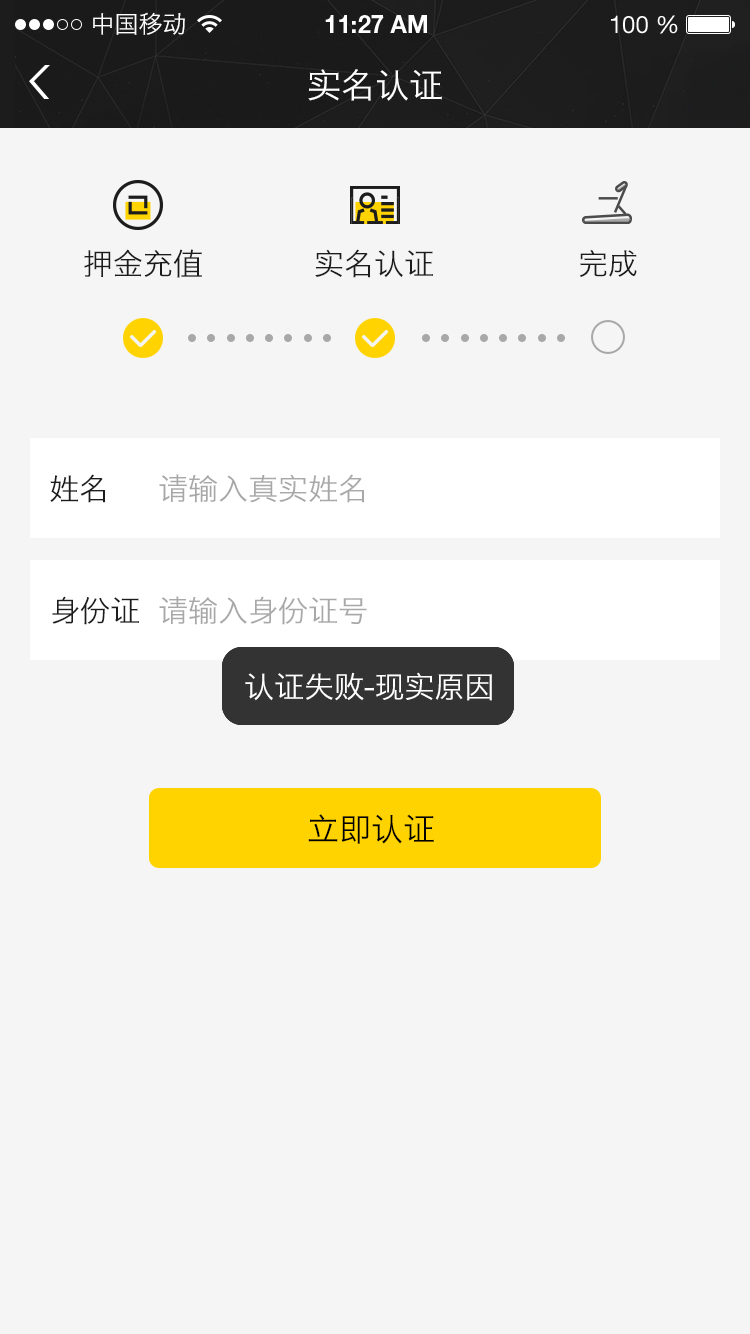 中国移动 11:27 AM 100 %
实名认证
押金充值 实名认证 完成
姓名 请输入真实姓名
身份证 请输入身份证号
认证失败-现实原因
立即认证